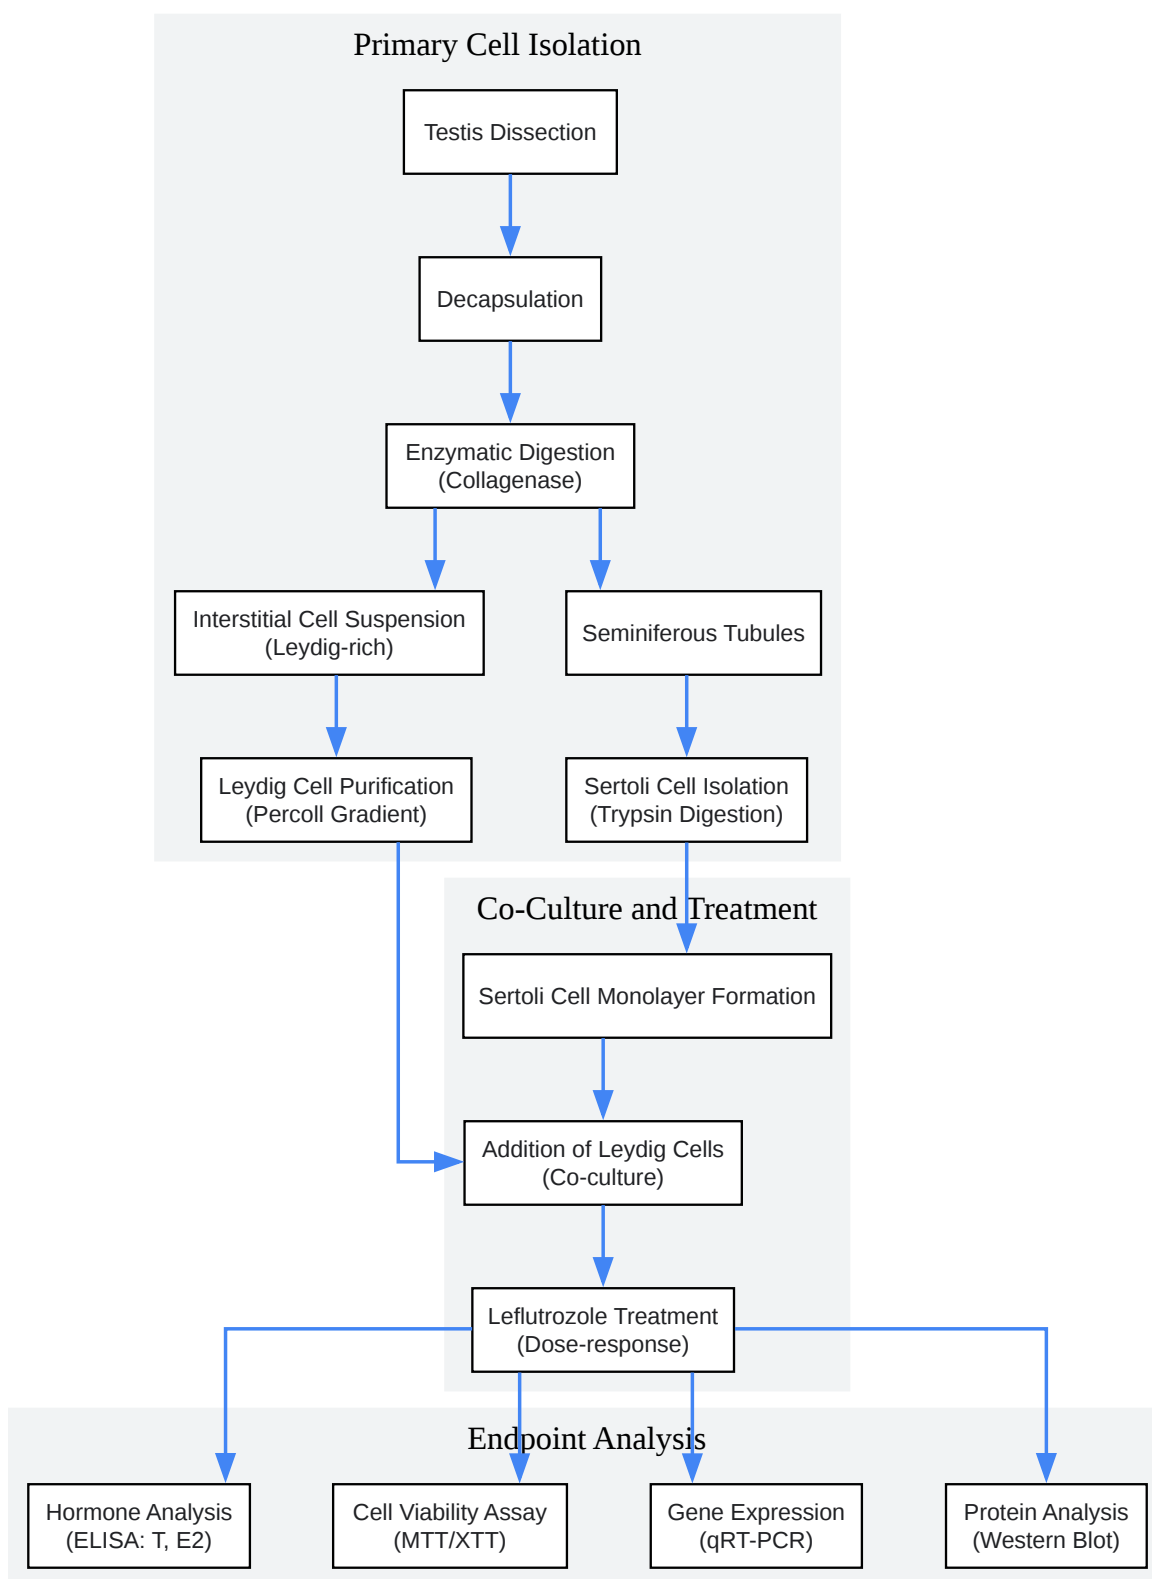 Primary Cell Isolation
Testis Dissection
Decapsulation
Enzymatic Digestion
(Collagenase)
Interstitial Cell Suspension
(Leydig-rich)
Seminiferous Tubules
Leydig Cell Purification
(Percoll Gradient)
Sertoli Cell Isolation
(Trypsin Digestion)
Co-Culture and Treatment
Sertoli Cell Monolayer Formation
Addition of Leydig Cells
(Co-culture)
Leflutrozole Treatment
(Dose-response)
Endpoint Analysis
Hormone Analysis
(ELISA: T, E2)
Cell Viability Assay
(MTT/XTT)
Gene Expression
(qRT-PCR)
Protein Analysis
(Western Blot)